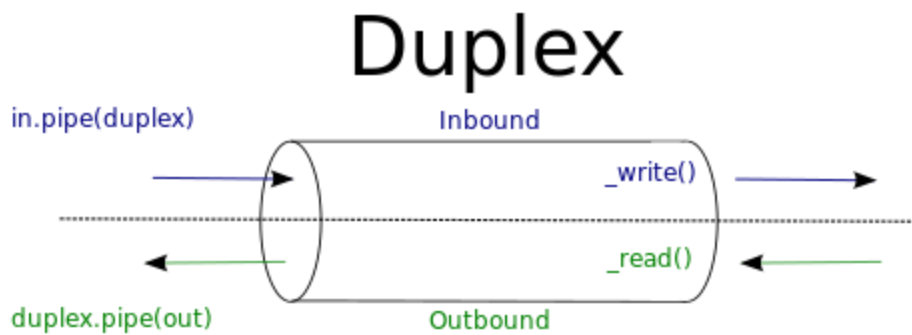 Duplex
in.pipe(duplex)
Inbound
_write()
_read()
duplex.pipe(out)
Outbound